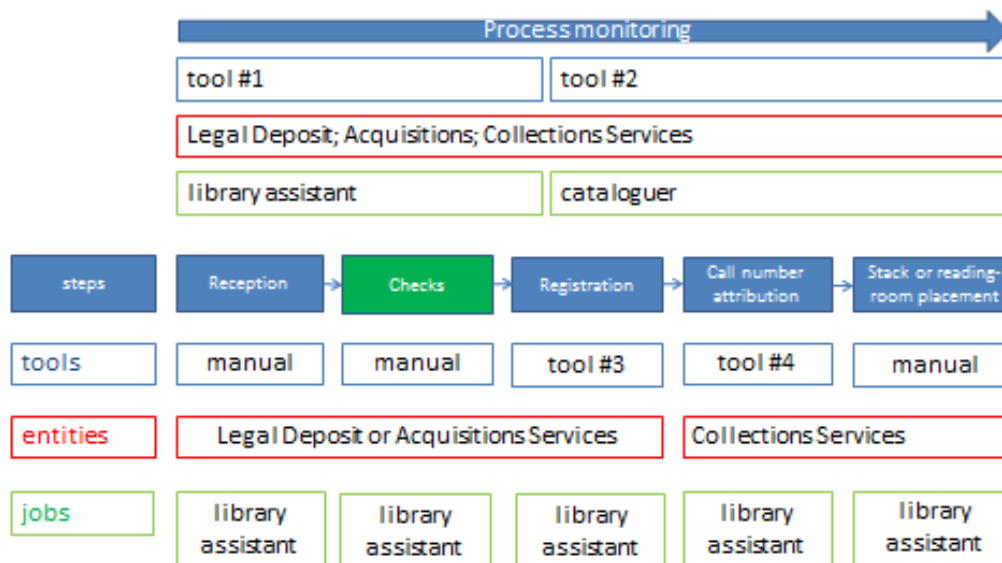 Process monitoring
tool #1
tool #2
Legal Deposit; Acquisitions; Collections Services
library assistant
cataloguer
steps
Reception
Checks
Registration
Call number
attribution
Stack or reading-
room placement
tools
manual
manual
tool #3
tool #4
manual
entities
Legal Deposit or Acquisitions Services
Collections Services
jobs
library
assistant
library
assistant
library
assistant
library
assistant
library
assistant